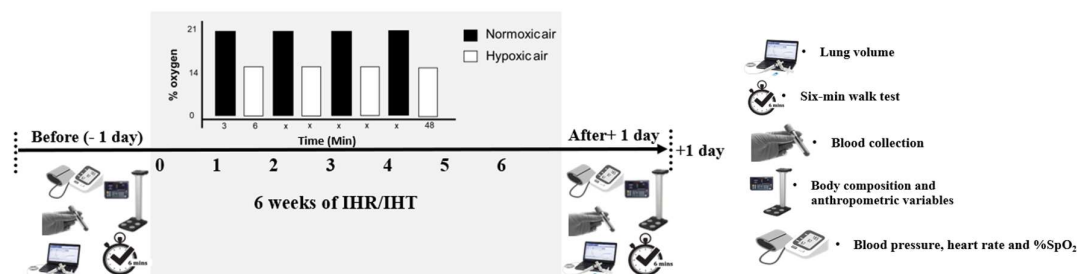 21
14
0
% oxygen
Normoxic air
Hypoxic air
3 6 x x x x x 48
Time (Min)
Before (- 1 day)
After+ 1 day
+1 day
0 1 2 3 4 5 6
6 weeks of IHR/IHT
6 mins
6 mins
• Lung volume
6 mins
• Six-min walk test
• Blood collection
• Body composition and
anthropometric variables
• Blood pressure, heart rate and %SpO₂